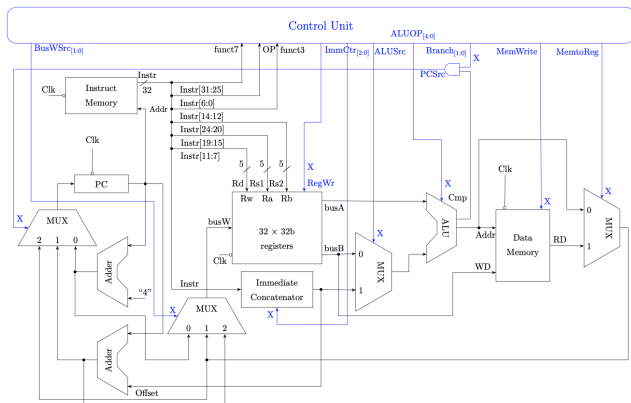 Control Unit
ALUOP[4:0]
BusWSrc[1:0]
funct7
OP
funct3
ImmCtr[2:0]
ALUSrc
Branch[1:0]
MemWrite
MemtoReg
X
PCSrc
Instruct
Memory
Clk
Instr
32
Addr
Instr[31:25]
Instr[6:0]
Instr[14:12]
Instr[24:20]
Instr[19:15]
Instr[11:7]
Clk
PC
5
5
5
Rd
Rs1
Rs2
X
RegWr
Rw
Ra
Rb
32 × 32b
registers
busW
Clk
busA
busB
X
MUX
2
1
0
Adder
"4"
Instr
Immediate
Concatenator
X
X
MUX
0
1
2
Adder
Offset
X
0
1
MUX
X
Cmp
ALU
Addr
Clk
X
Data
Memory
RD
WD
X
0
1
MUX